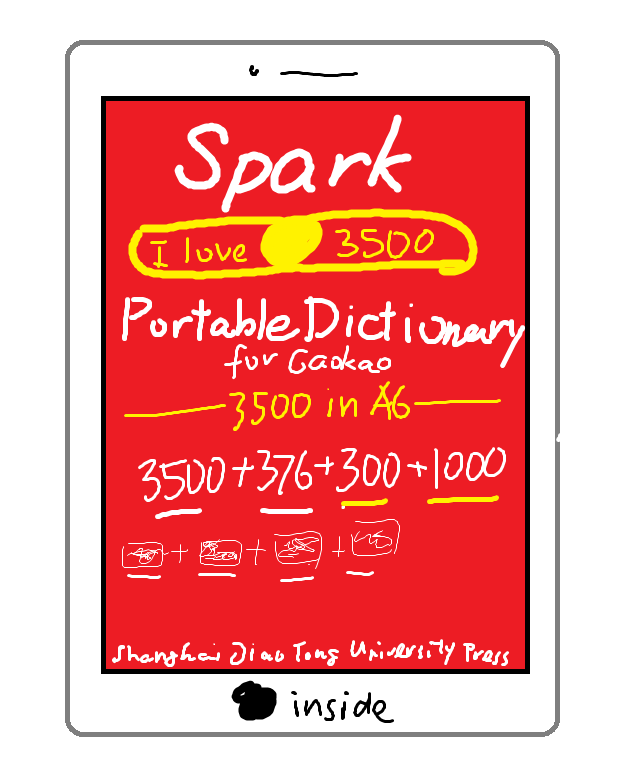 Spark
I love 3500
Portable Dictionary
for Gaokao
3500 in A6
3500+376+300+1000
+ + +
Shanghai Jiao Tong University Press
inside